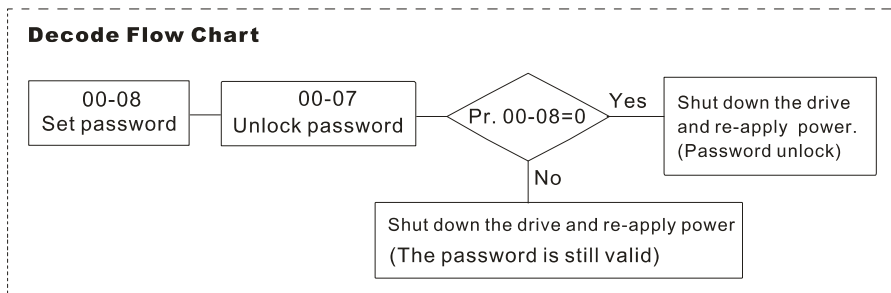 Decode Flow Chart
00-08
Set password
00-07
Unlock password
Pr. 00-08=0
Yes
Shut down the drive
and re-apply power.
(Password unlock)
No
Shut down the drive and re-apply power
(The password is still valid)